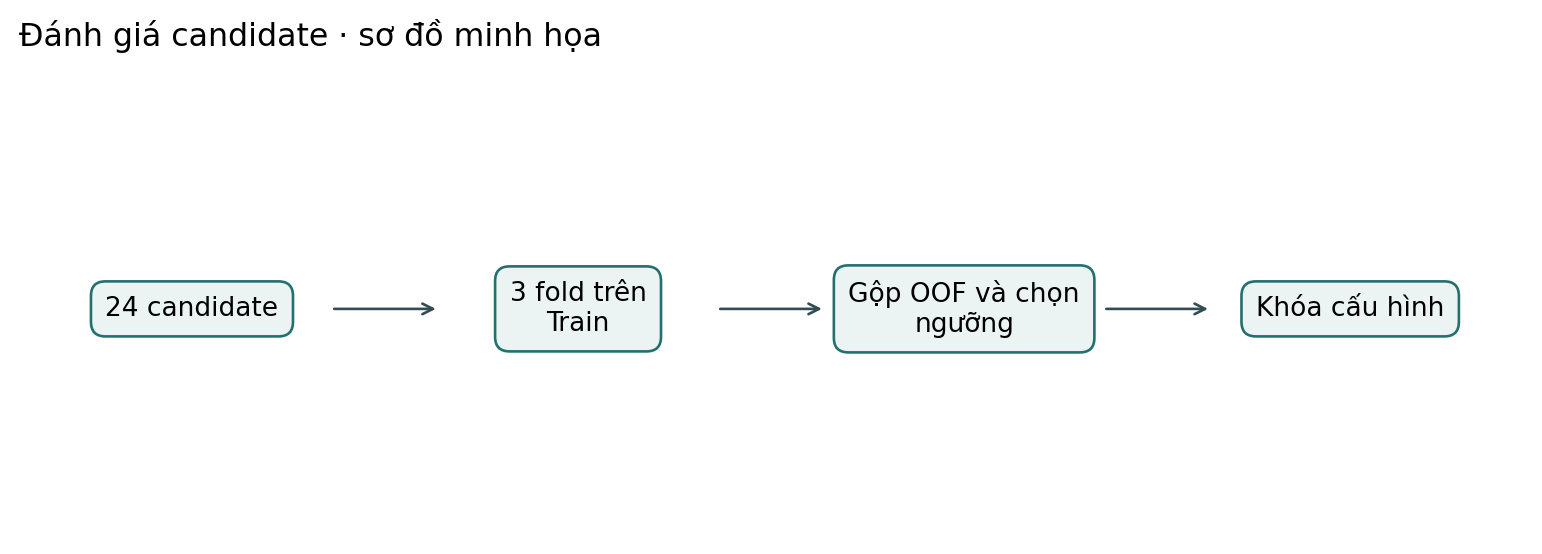 Đánh giá candidate · sơ đồ minh họa
24 candidate
3 fold trên
Train
Gộp OOF và chọn
ngưỡng
Khóa cấu hình